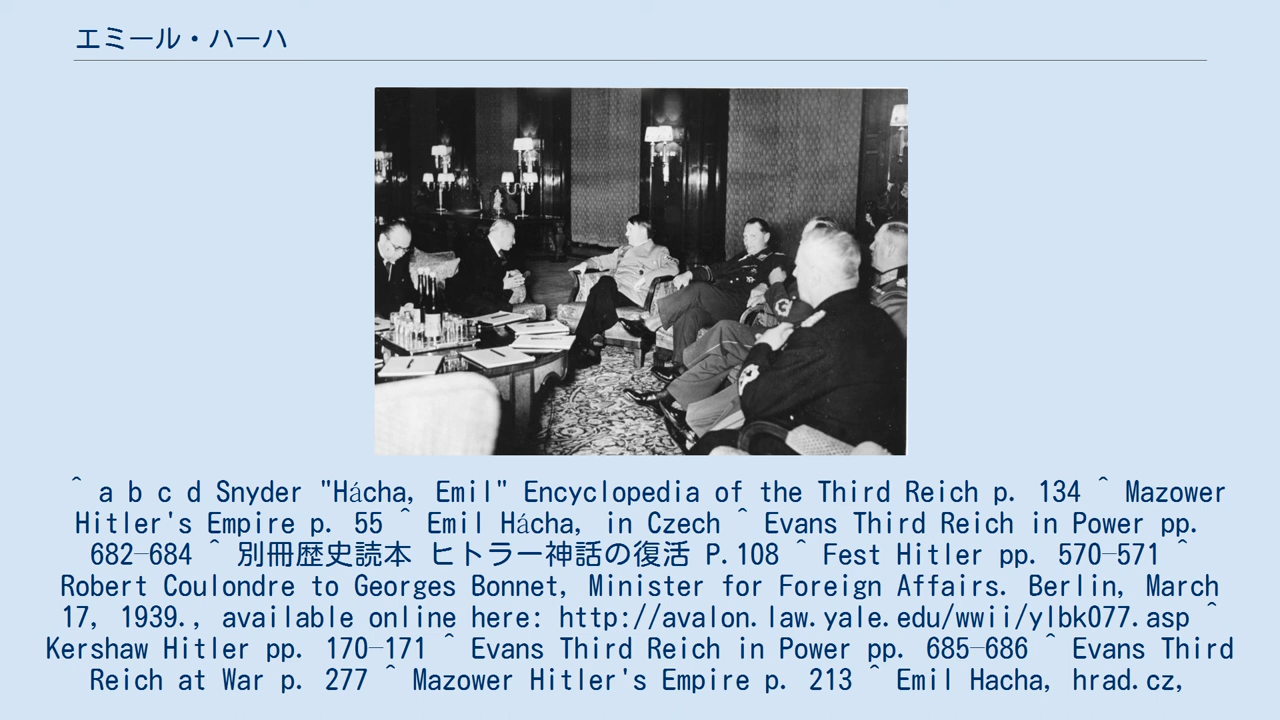 エミール・ハーハ
^ a b c d Snyder "Hácha, Emil" Encyclopedia of the Third Reich p. 134 ^ Mazower
Hitler's Empire p. 55 ^ Emil Hácha, in Czech ^ Evans Third Reich in Power pp.
682–684 ^ 別冊歴史読本 ヒトラー神話の復活 P.108 ^ Fest Hitler pp. 570–571 ^
Robert Coulondre to Georges Bonnet, Minister for Foreign Affairs. Berlin, March
17, 1939., available online here: http://avalon.law.yale.edu/wwii/ylbk077.asp ^
Kershaw Hitler pp. 170–171 ^ Evans Third Reich in Power pp. 685–686 ^ Evans Third
Reich at War p. 277 ^ Mazower Hitler's Empire p. 213 ^ Emil Hacha, hrad.cz,